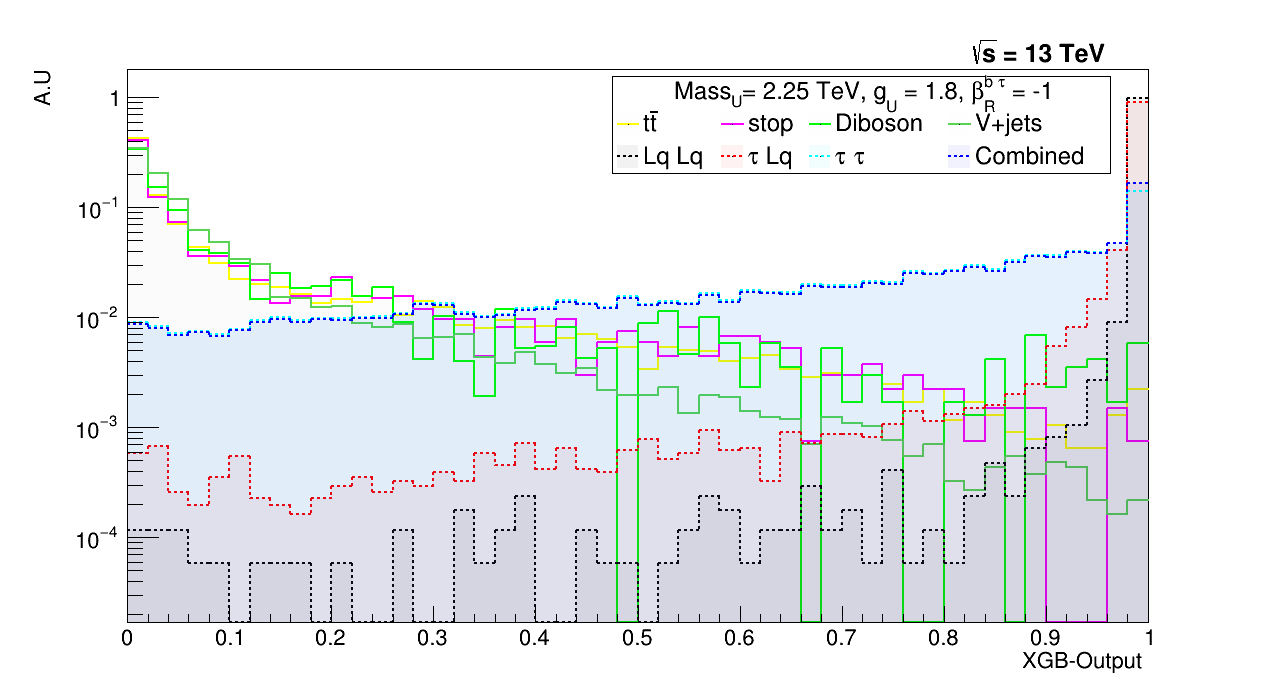 √s = 13 TeV
A.U
Mass_U= 2.25 TeV, g_U = 1.8, β_R^{b τ} = -1
tt̄ stop Diboson V+jets
Lq Lq τ Lq τ τ Combined
1
10⁻¹
10⁻²
10⁻³
10⁻⁴
0 0.1 0.2 0.3 0.4 0.5 0.6 0.7 0.8 0.9 1
XGB-Output